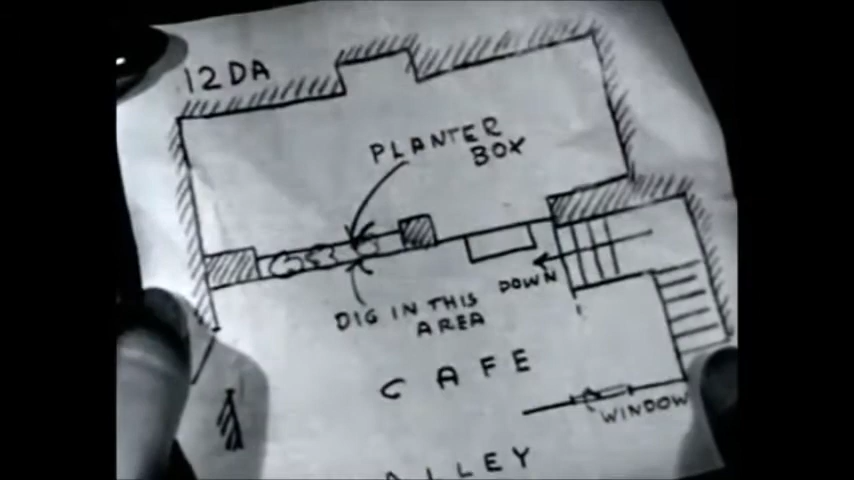 12DA
PLANTER
BOX
DOWN
DIG IN THIS
AREA
CAFE
WINDOW
ALLEY